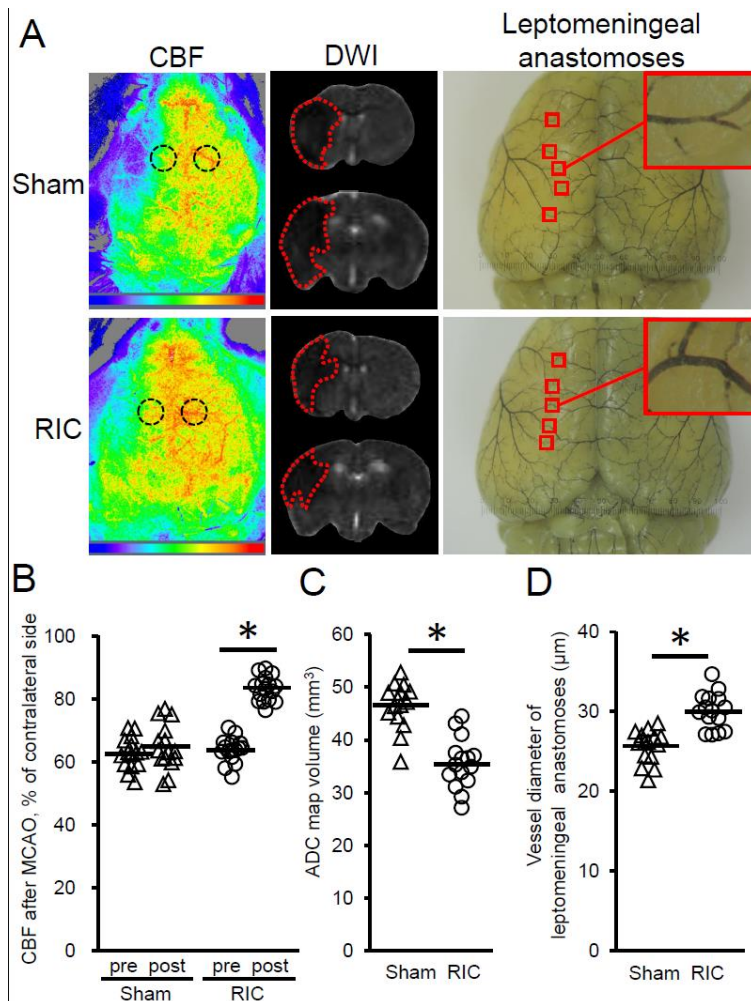 A
CBF
DWI
Leptomeningeal
anastomoses
Sham
RIC
B
C
D
CBF after MCAO, % of contralateral side
100
80
60
40
20
0
*
pre post
pre post
Sham
RIC
ADC map volume (mm³)
60
50
40
30
20
10
0
*
Sham RIC
Vessel diameter of
leptomeningeal anastomoses (μm)
40
30
20
10
0
*
Sham RIC